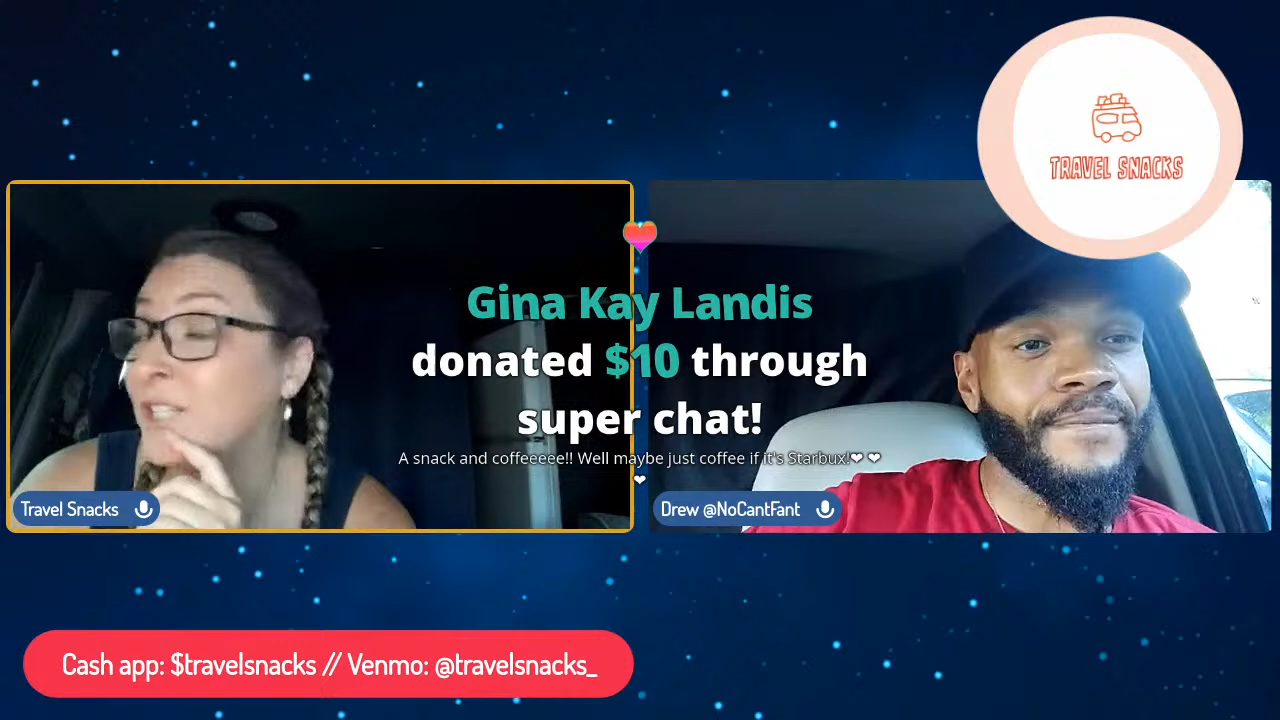 TRAVEL SNACKS
Gina Kay Landis
donated $10 through
super chat!
A snack and coffeeeee!! Well maybe just coffee if it's Starbux!❤ ❤
❤
Travel Snacks
Drew @NoCantFant
Cash app: $travelsnacks // Venmo: @travelsnacks_